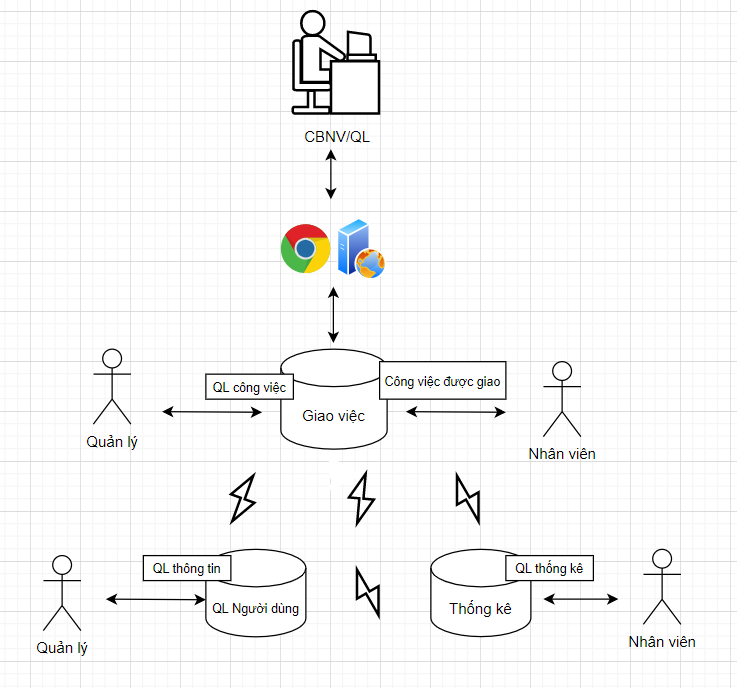 CBNV/QL
QL công việc
Công việc được giao
Giao việc
Quản lý
Nhân viên
QL thông tin
QL thống kê
QL Người dùng
Thống kê
Quản lý
Nhân viên